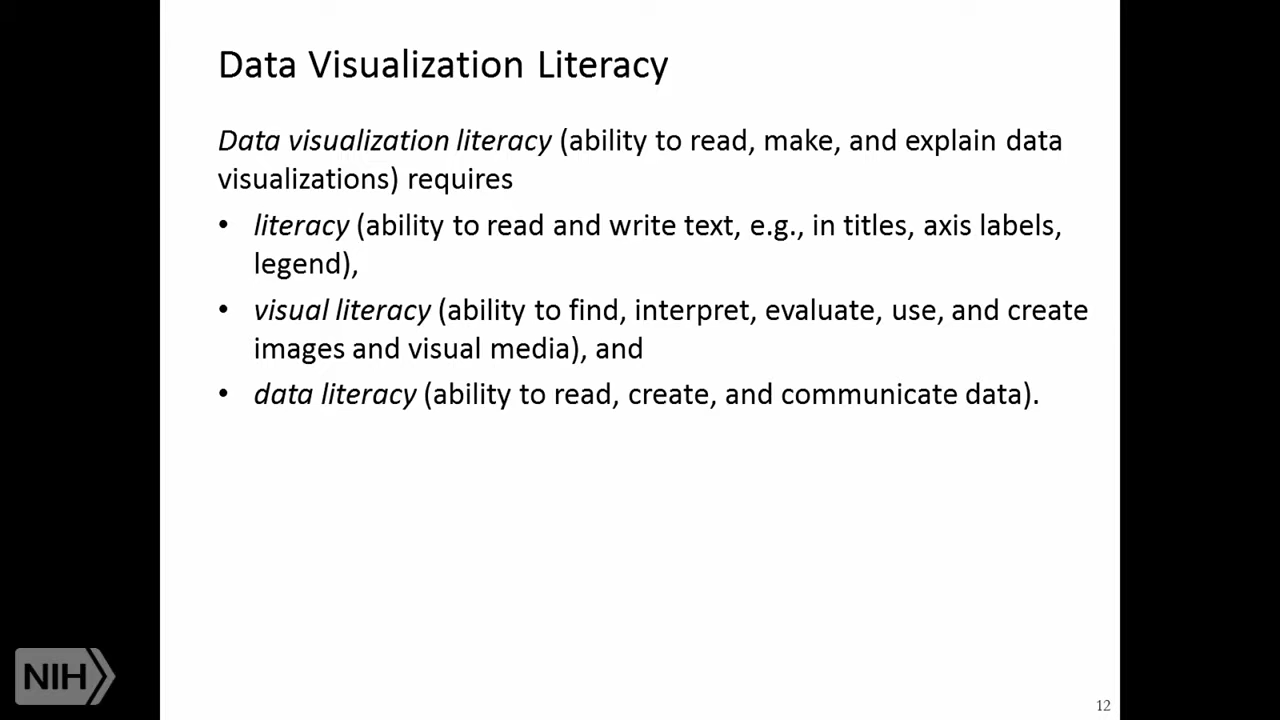 Data Visualization Literacy
Data visualization literacy (ability to read, make, and explain data
visualizations) requires
• literacy (ability to read and write text, e.g., in titles, axis labels,
legend),
• visual literacy (ability to find, interpret, evaluate, use, and create
images and visual media), and
• data literacy (ability to read, create, and communicate data).
NIH
12